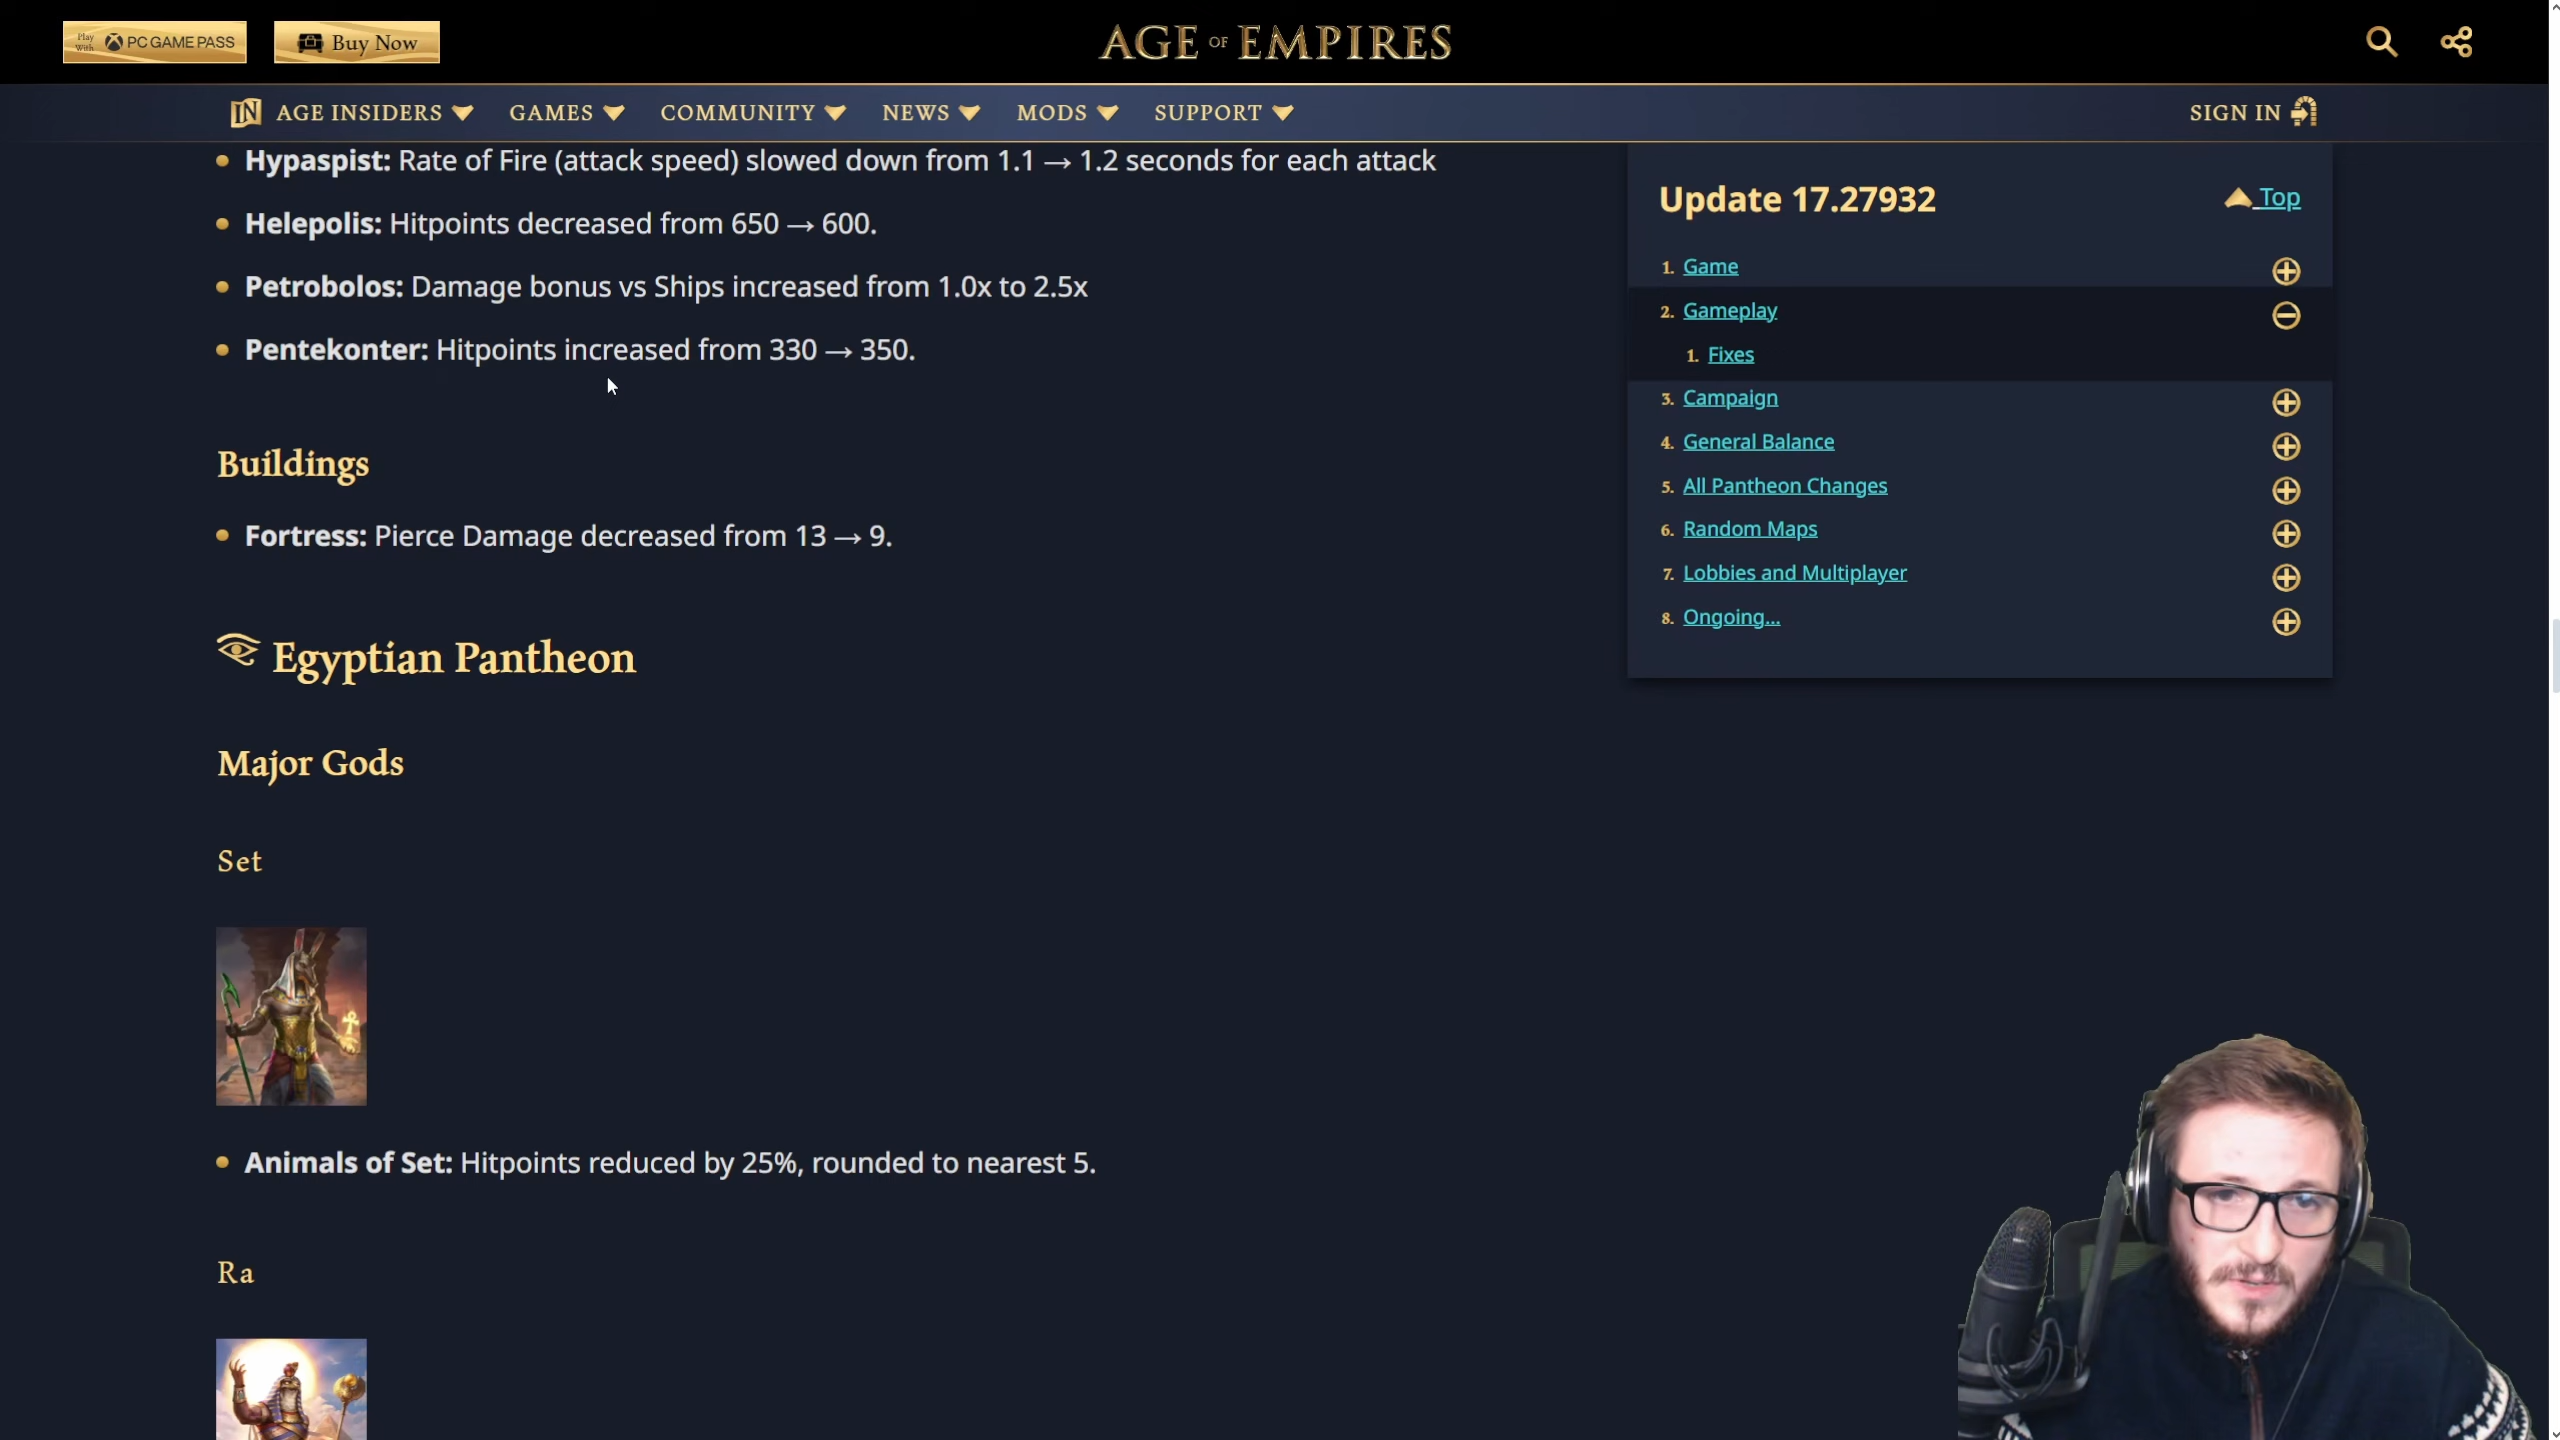 Play With PC GAME PASS
Buy Now
AGE OF EMPIRES
AGE INSIDERS GAMES COMMUNITY NEWS MODS SUPPORT SIGN IN
Hypaspist: Rate of Fire (attack speed) slowed down from 1.1 → 1.2 seconds for each attack
Helepolis: Hitpoints decreased from 650 → 600.
Petrobolos: Damage bonus vs Ships increased from 1.0x to 2.5x
Pentekonter: Hitpoints increased from 330 → 350.
Buildings
Fortress: Pierce Damage decreased from 13 → 9.
Egyptian Pantheon
Major Gods
Set
Animals of Set: Hitpoints reduced by 25%, rounded to nearest 5.
Ra
Update 17.27932
Top
1. Game
2. Gameplay
1. Fixes
3. Campaign
4. General Balance
5. All Pantheon Changes
6. Random Maps
7. Lobbies and Multiplayer
8. Ongoing...